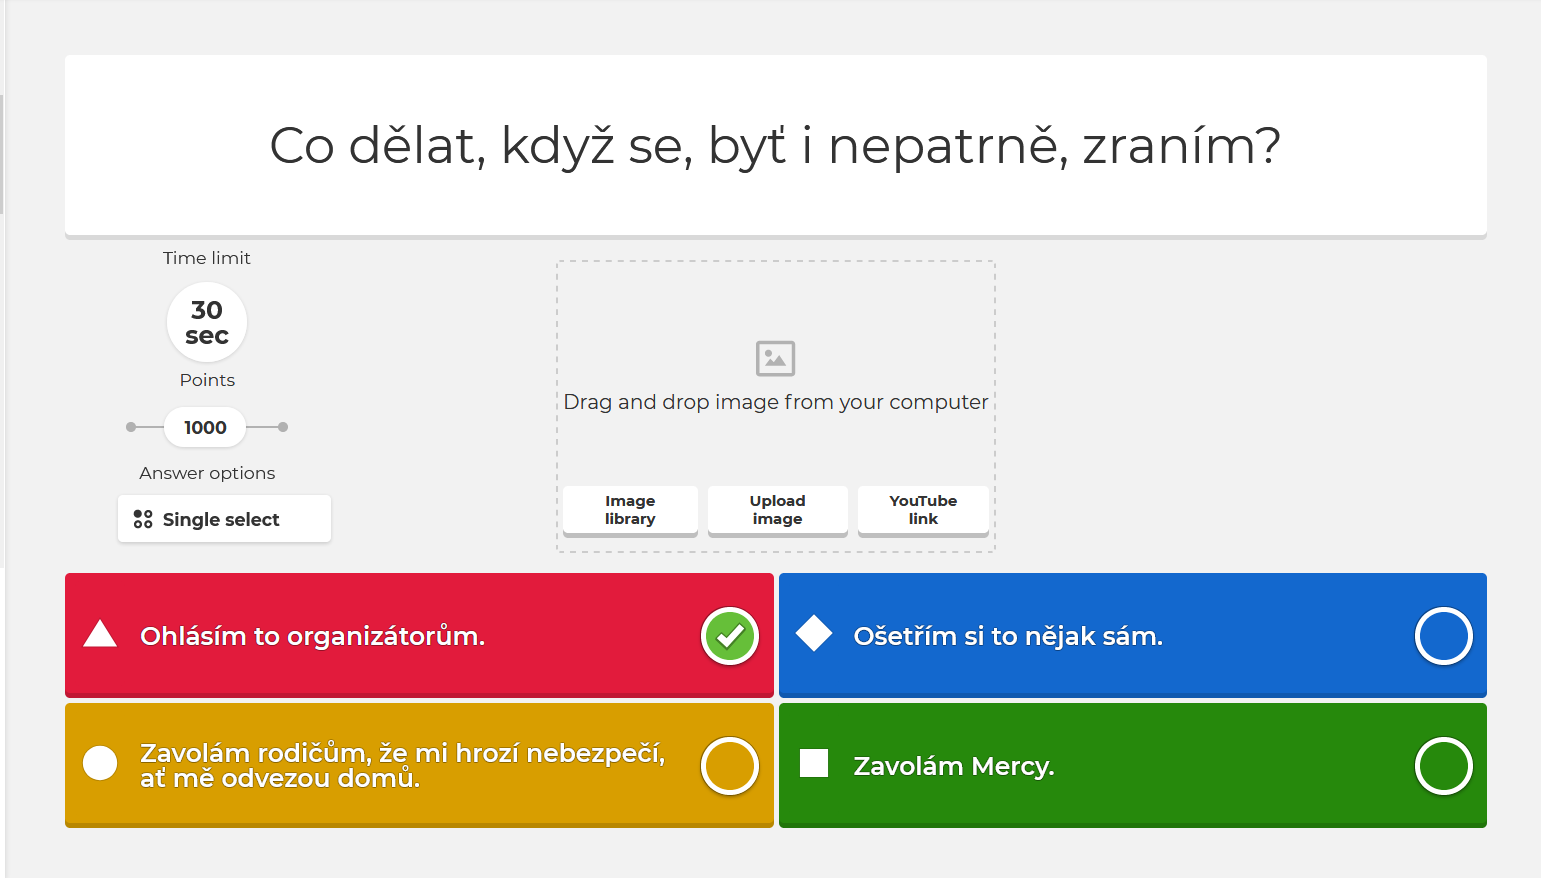 Co dělat, když se, byť i nepatrně, zraním?
Time limit
30
sec
Points
1000
Answer options
Single select
Drag and drop image from your computer
Image
library
Upload
image
YouTube
link
Ohlásím to organizátorům.
Ošetřím si to nějak sám.
Zavolám rodičům, že mi hrozí nebezpečí,
ať mě odvezou domů.
Zavolám Mercy.